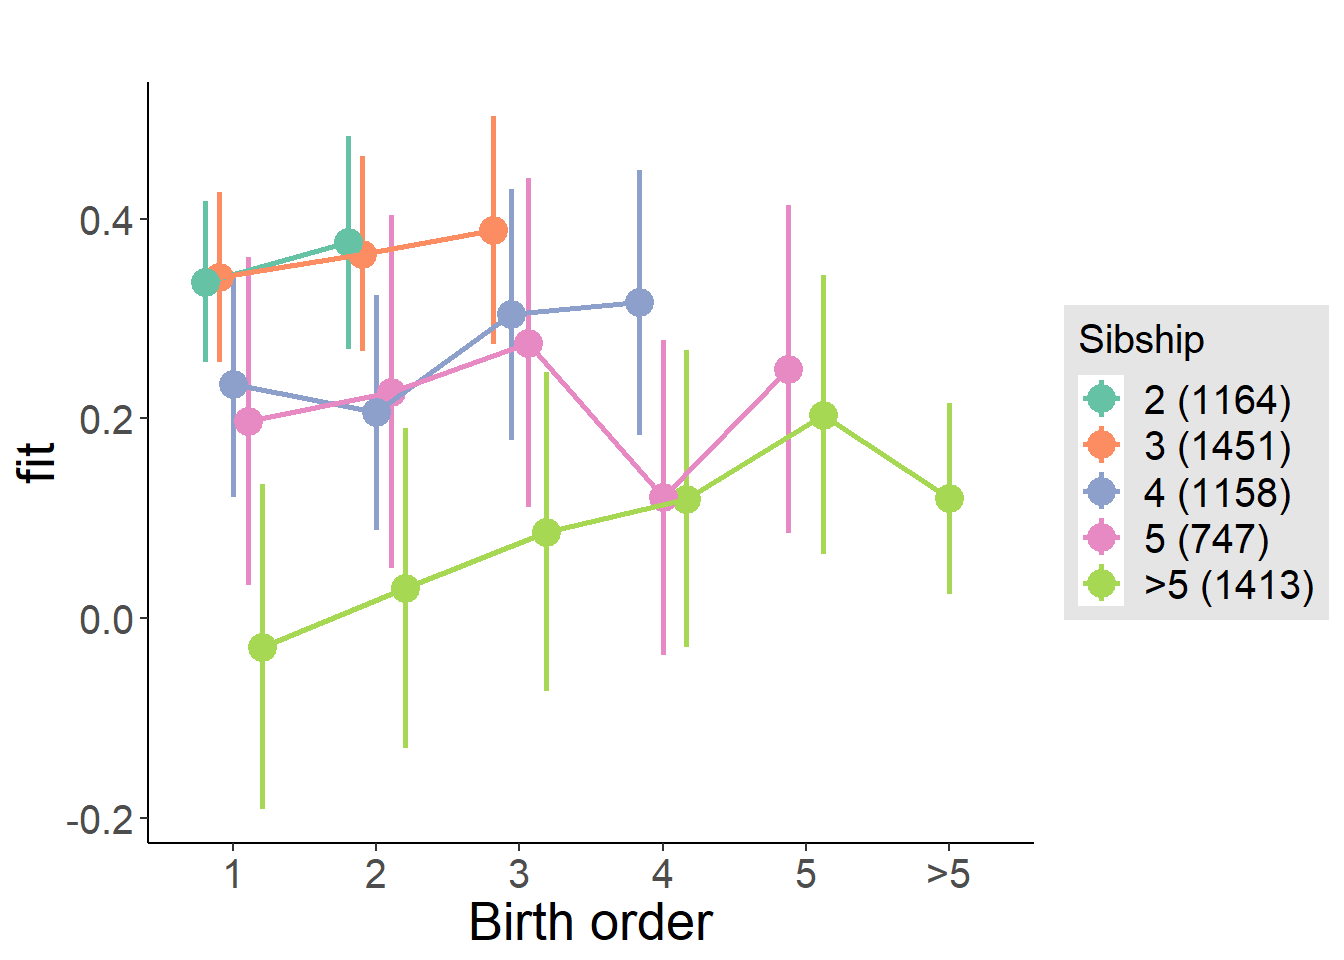 fit
0.4
0.2
0.0
-0.2
1 2 3 4 5 >5
Birth order
Sibship
2 (1164)
3 (1451)
4 (1158)
5 (747)
>5 (1413)